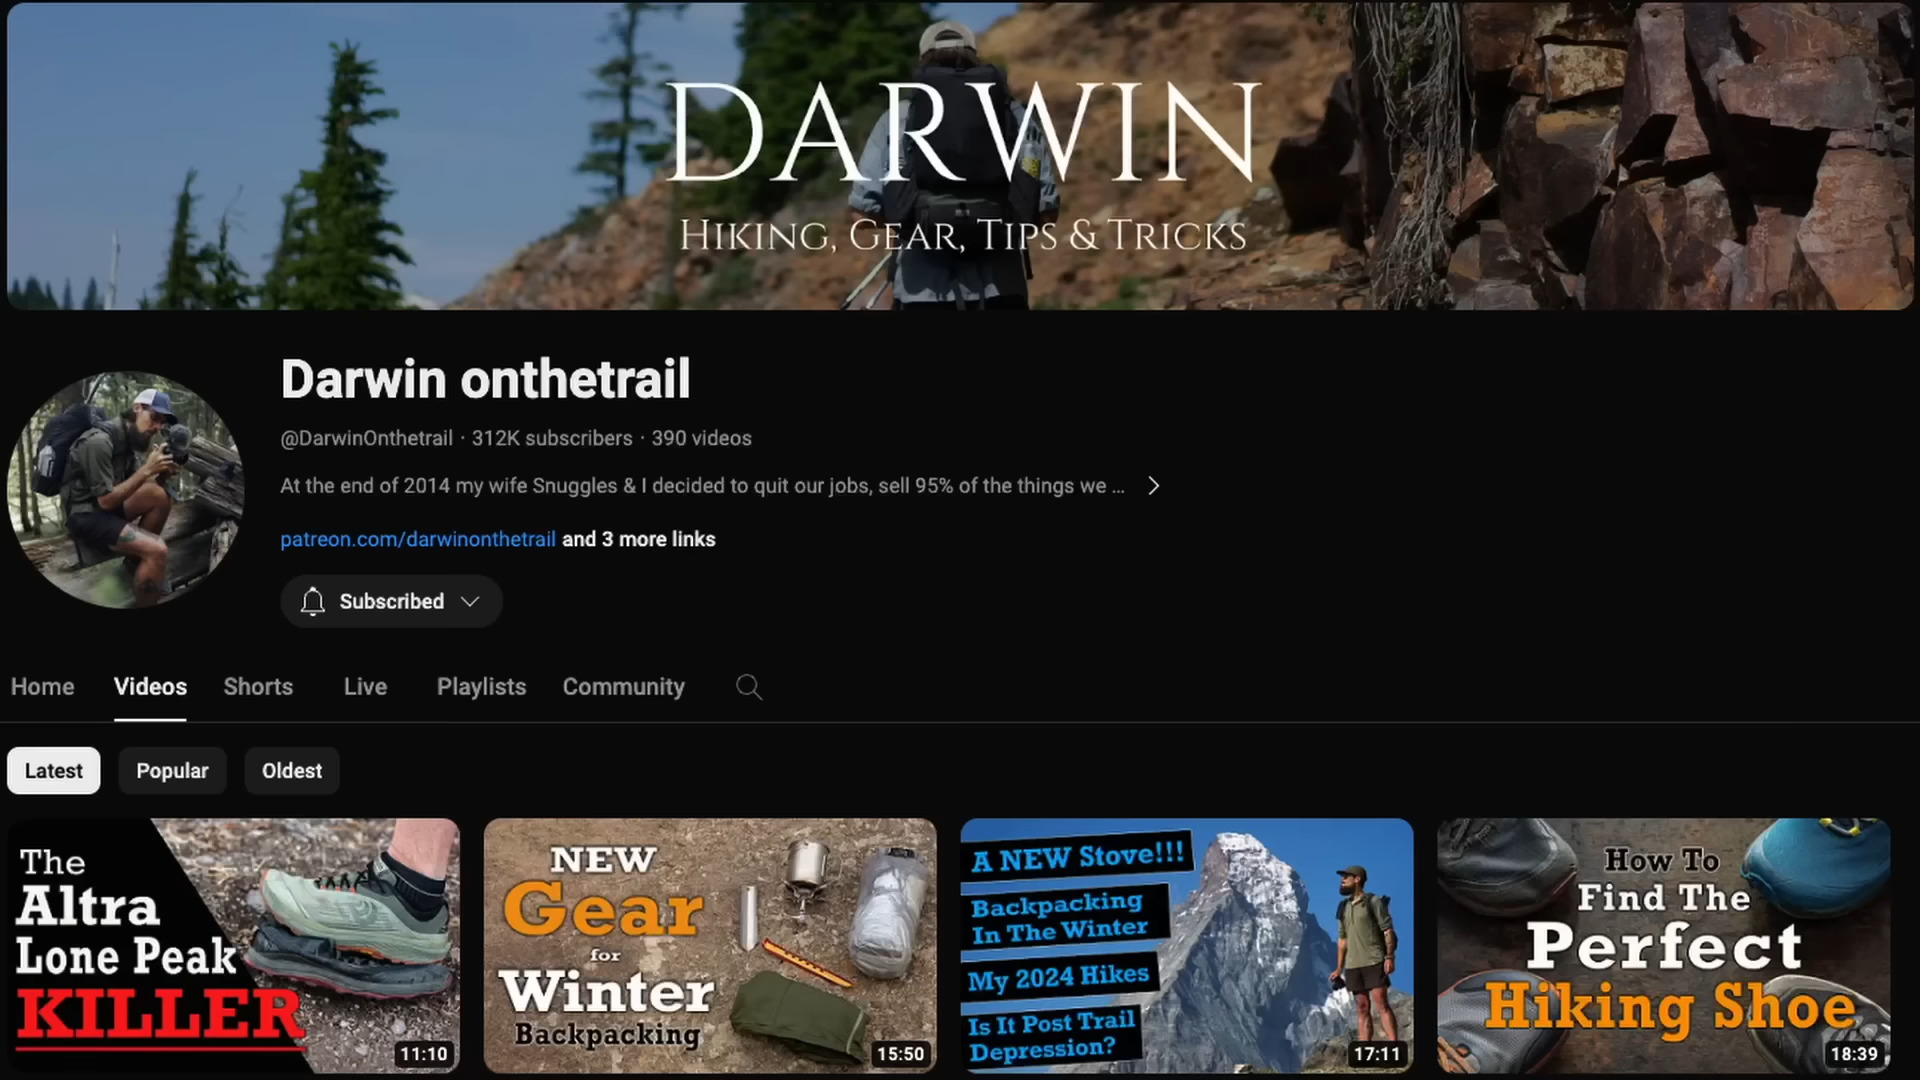 DARWIN
HIKING, GEAR, TIPS & TRICKS
Darwin onthetrail
@DarwinOnthetrail · 312K subscribers · 390 videos
At the end of 2014 my wife Snuggles & I decided to quit our jobs, sell 95% of the things we ...
patreon.com/darwinonthetrail and 3 more links
Subscribed
Home Videos Shorts Live Playlists Community
Latest Popular Oldest
The
Altra
Lone Peak
KILLER
11:10
NEW
Gear
for
Winter
Backpacking
15:50
A NEW Stove!!!
Backpacking
In The Winter
My 2024 Hikes
Is It Post Trail
Depression?
17:11
How To
Find The
Perfect
Hiking Shoe
18:39